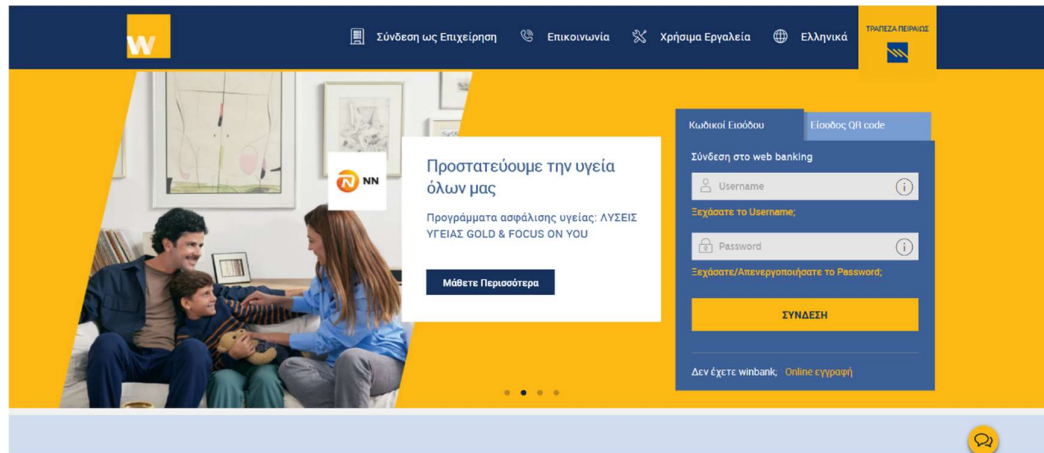 W
Σύνδεση ως Επιχείρηση
Επικοινωνία
Χρήσιμα Εργαλεία
Ελληνικά
ΤΡΑΠΕΖΑ ΠΕΙΡΑΙΩΣ
NN
Προστατεύουμε την υγεία
όλων μας
Προγράμματα ασφάλισης υγείας: ΛΥΣΕΙΣ
ΥΓΕΙΑΣ GOLD & FOCUS ON YOU
Μάθετε Περισσότερα
Κωδικοί Εισόδου
Είσοδος QR code
Σύνδεση στο web banking
Username
Ξεχάσατε το Username;
Password
Ξεχάσατε/Απενεργοποιήσατε το Password;
ΣΥΝΔΕΣΗ
Δεν έχετε winbank; Online εγγραφή